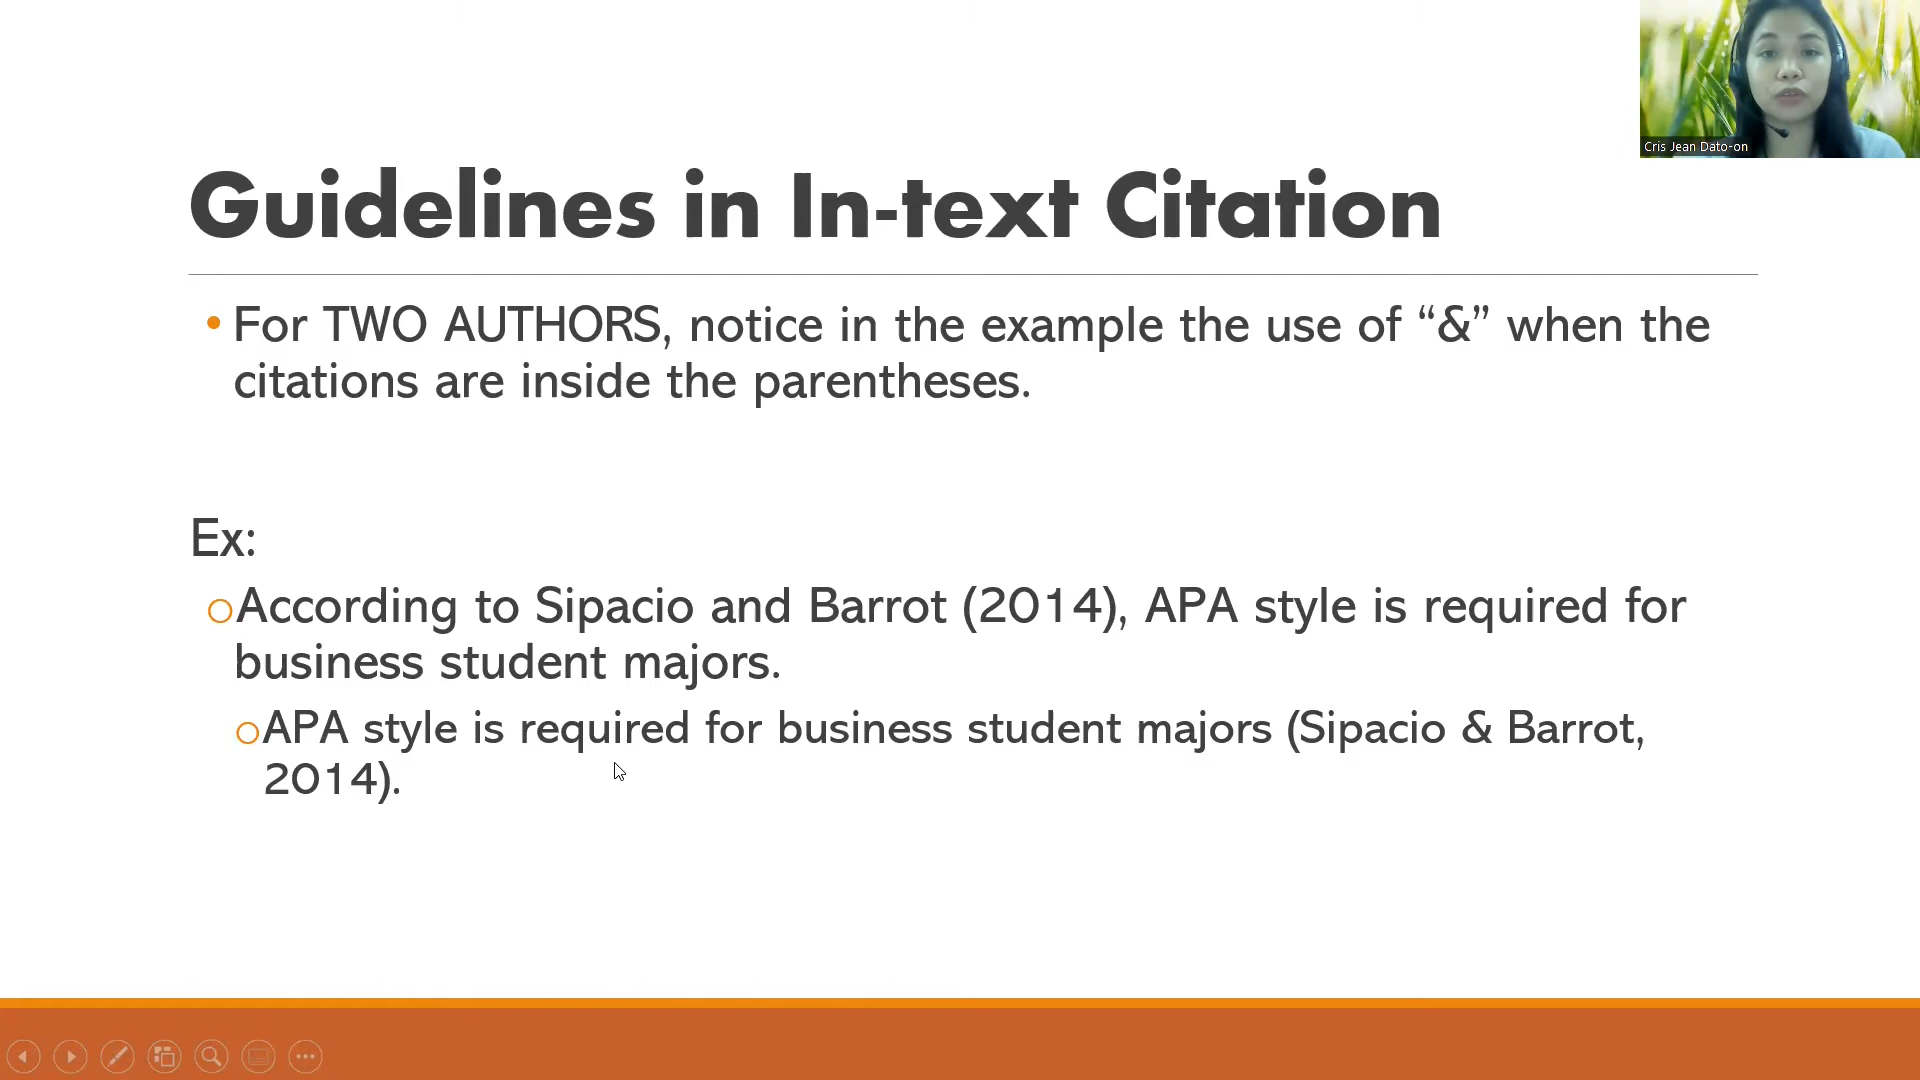 Cris Jean Dato-on
Guidelines in In-text Citation
• For TWO AUTHORS, notice in the example the use of “&” when the
citations are inside the parentheses.
Ex:
oAccording to Sipacio and Barrot (2014), APA style is required for
business student majors.
oAPA style is required for business student majors (Sipacio & Barrot,
2014).